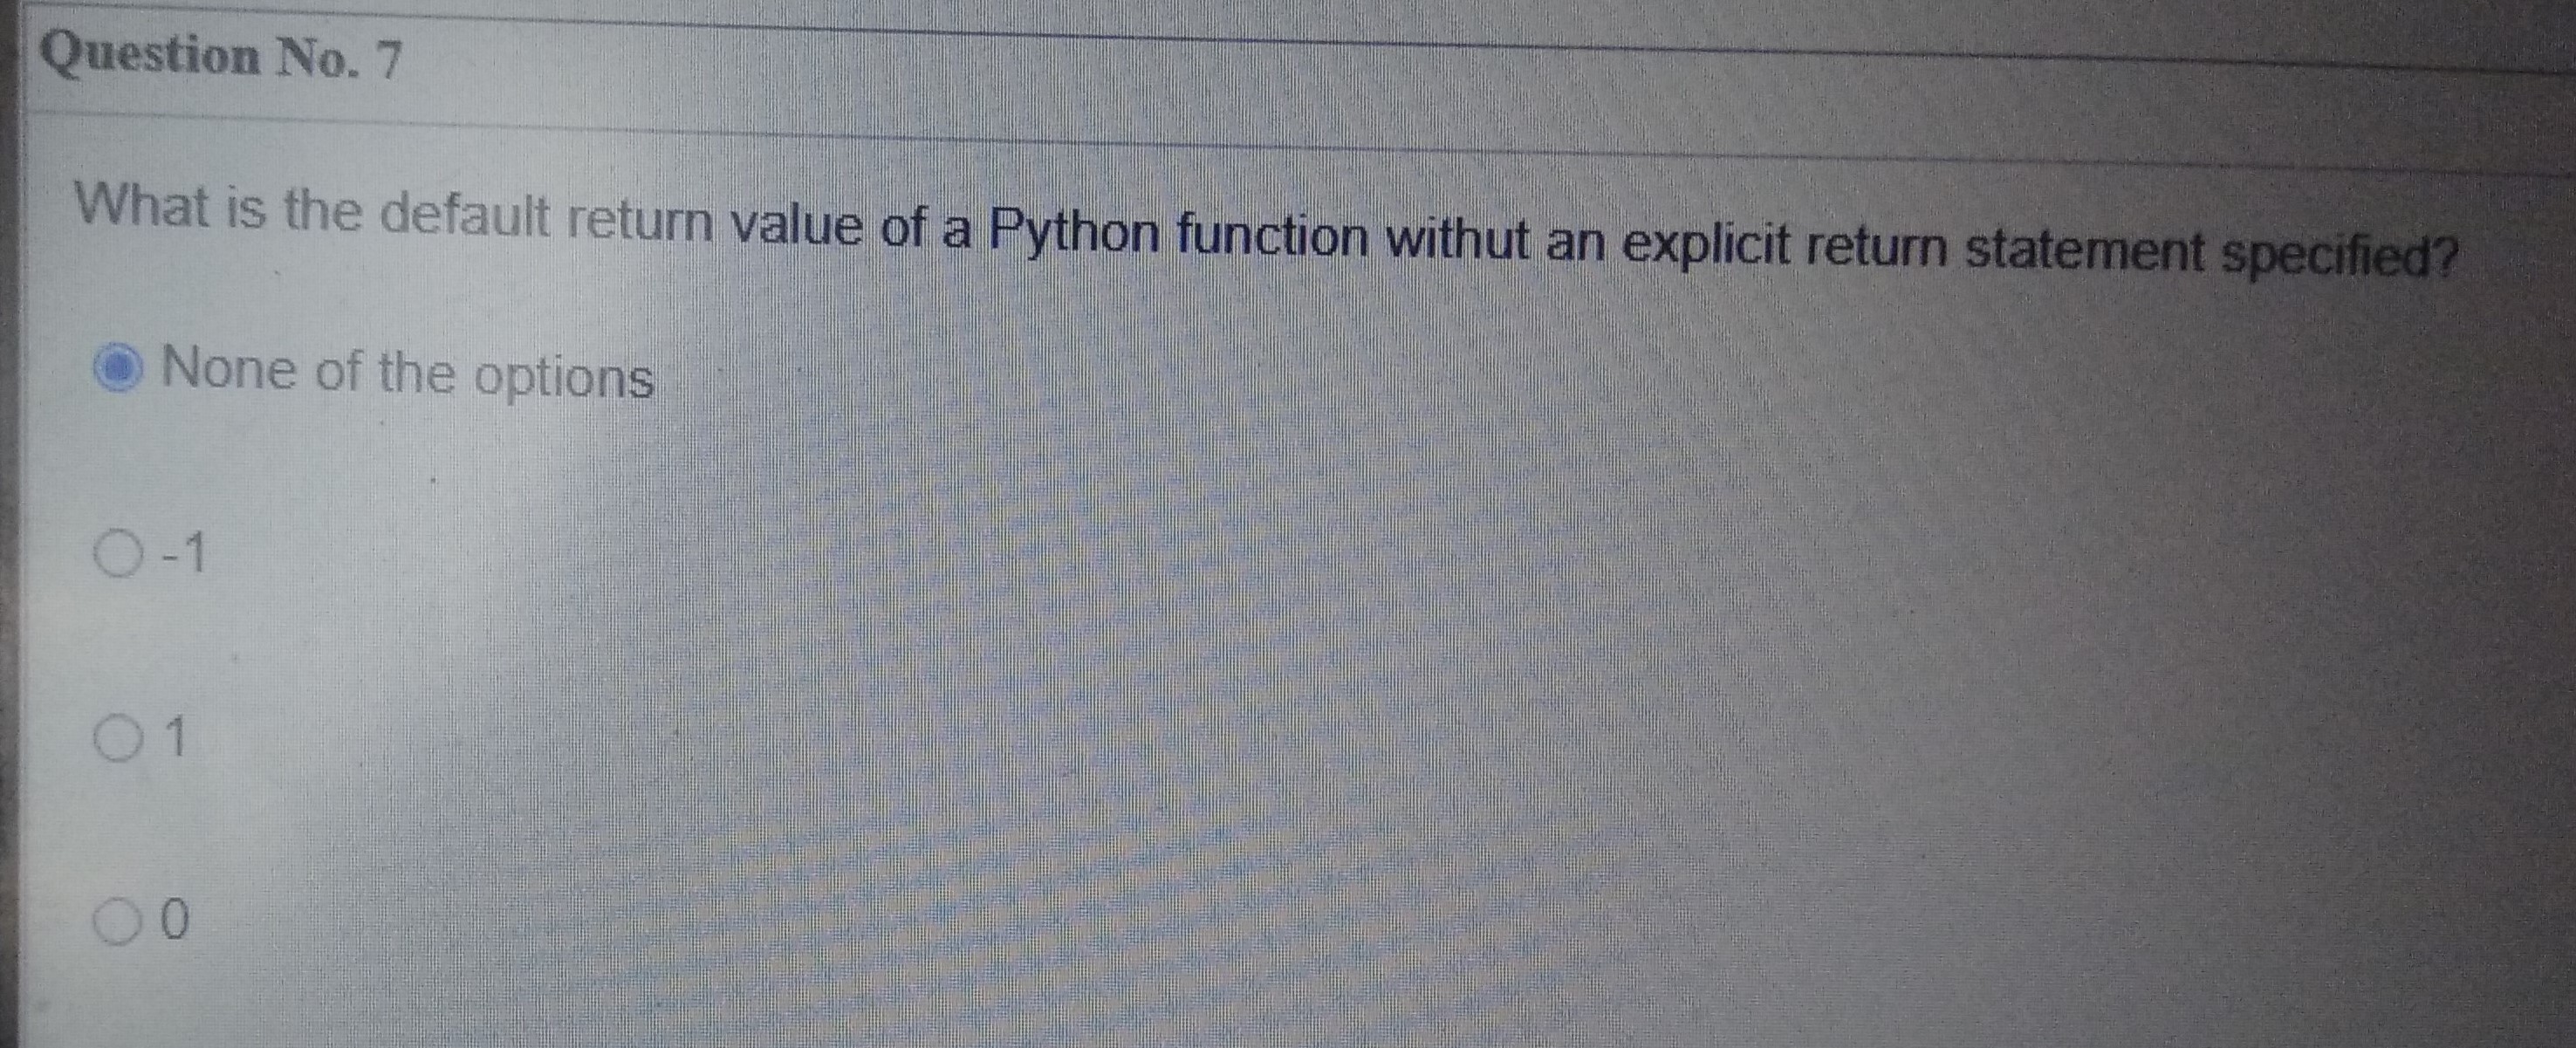 Question No. 7
What is the default return value of a Python function withut an explicit return statement specified?
None of the options
-1
1
0